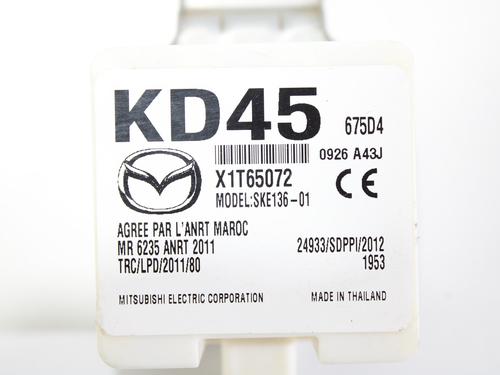 KD45 675D4
0926 A43J
X1T65072
MODEL:SKE136-01 CE
AGREE PAR L'ANRT MAROC
MR 6235 ANRT 2011 24933/SDPPI/2012
TRC/LPD/2011/80 1953
MITSUBISHI ELECTRIC CORPORATION MADE IN THAILAND